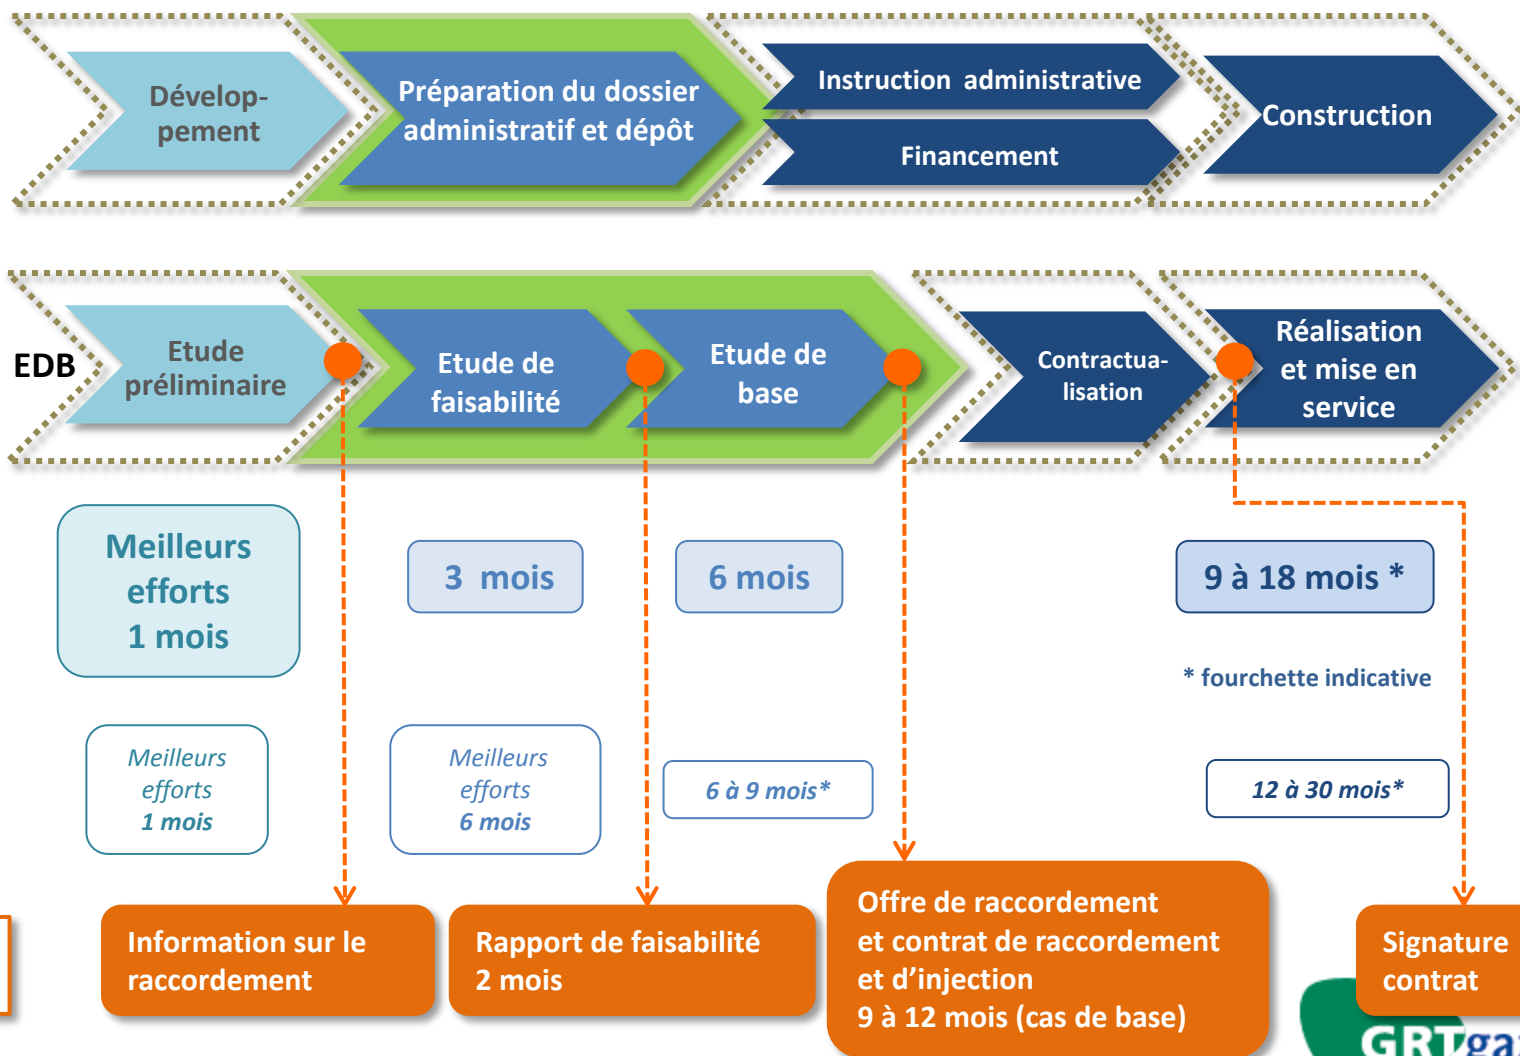 Dévelop-
pement
Préparation du dossier
administratif et dépôt
Instruction administrative
Financement
Construction
EDB
Etude
préliminaire
Etude de
faisabilité
Etude de
base
Contractua-
lisation
Réalisation
et mise en
service
Meilleurs
efforts
1 mois
3 mois
6 mois
9 à 18 mois *
* fourchette indicative
Meilleurs
efforts
1 mois
Meilleurs
efforts
6 mois
6 à 9 mois*
12 à 30 mois*
Information sur le
raccordement
Rapport de faisabilité
2 mois
Offre de raccordement
et contrat de raccordement
et d’injection
9 à 12 mois (cas de base)
Signature
contrat
GRTgaz